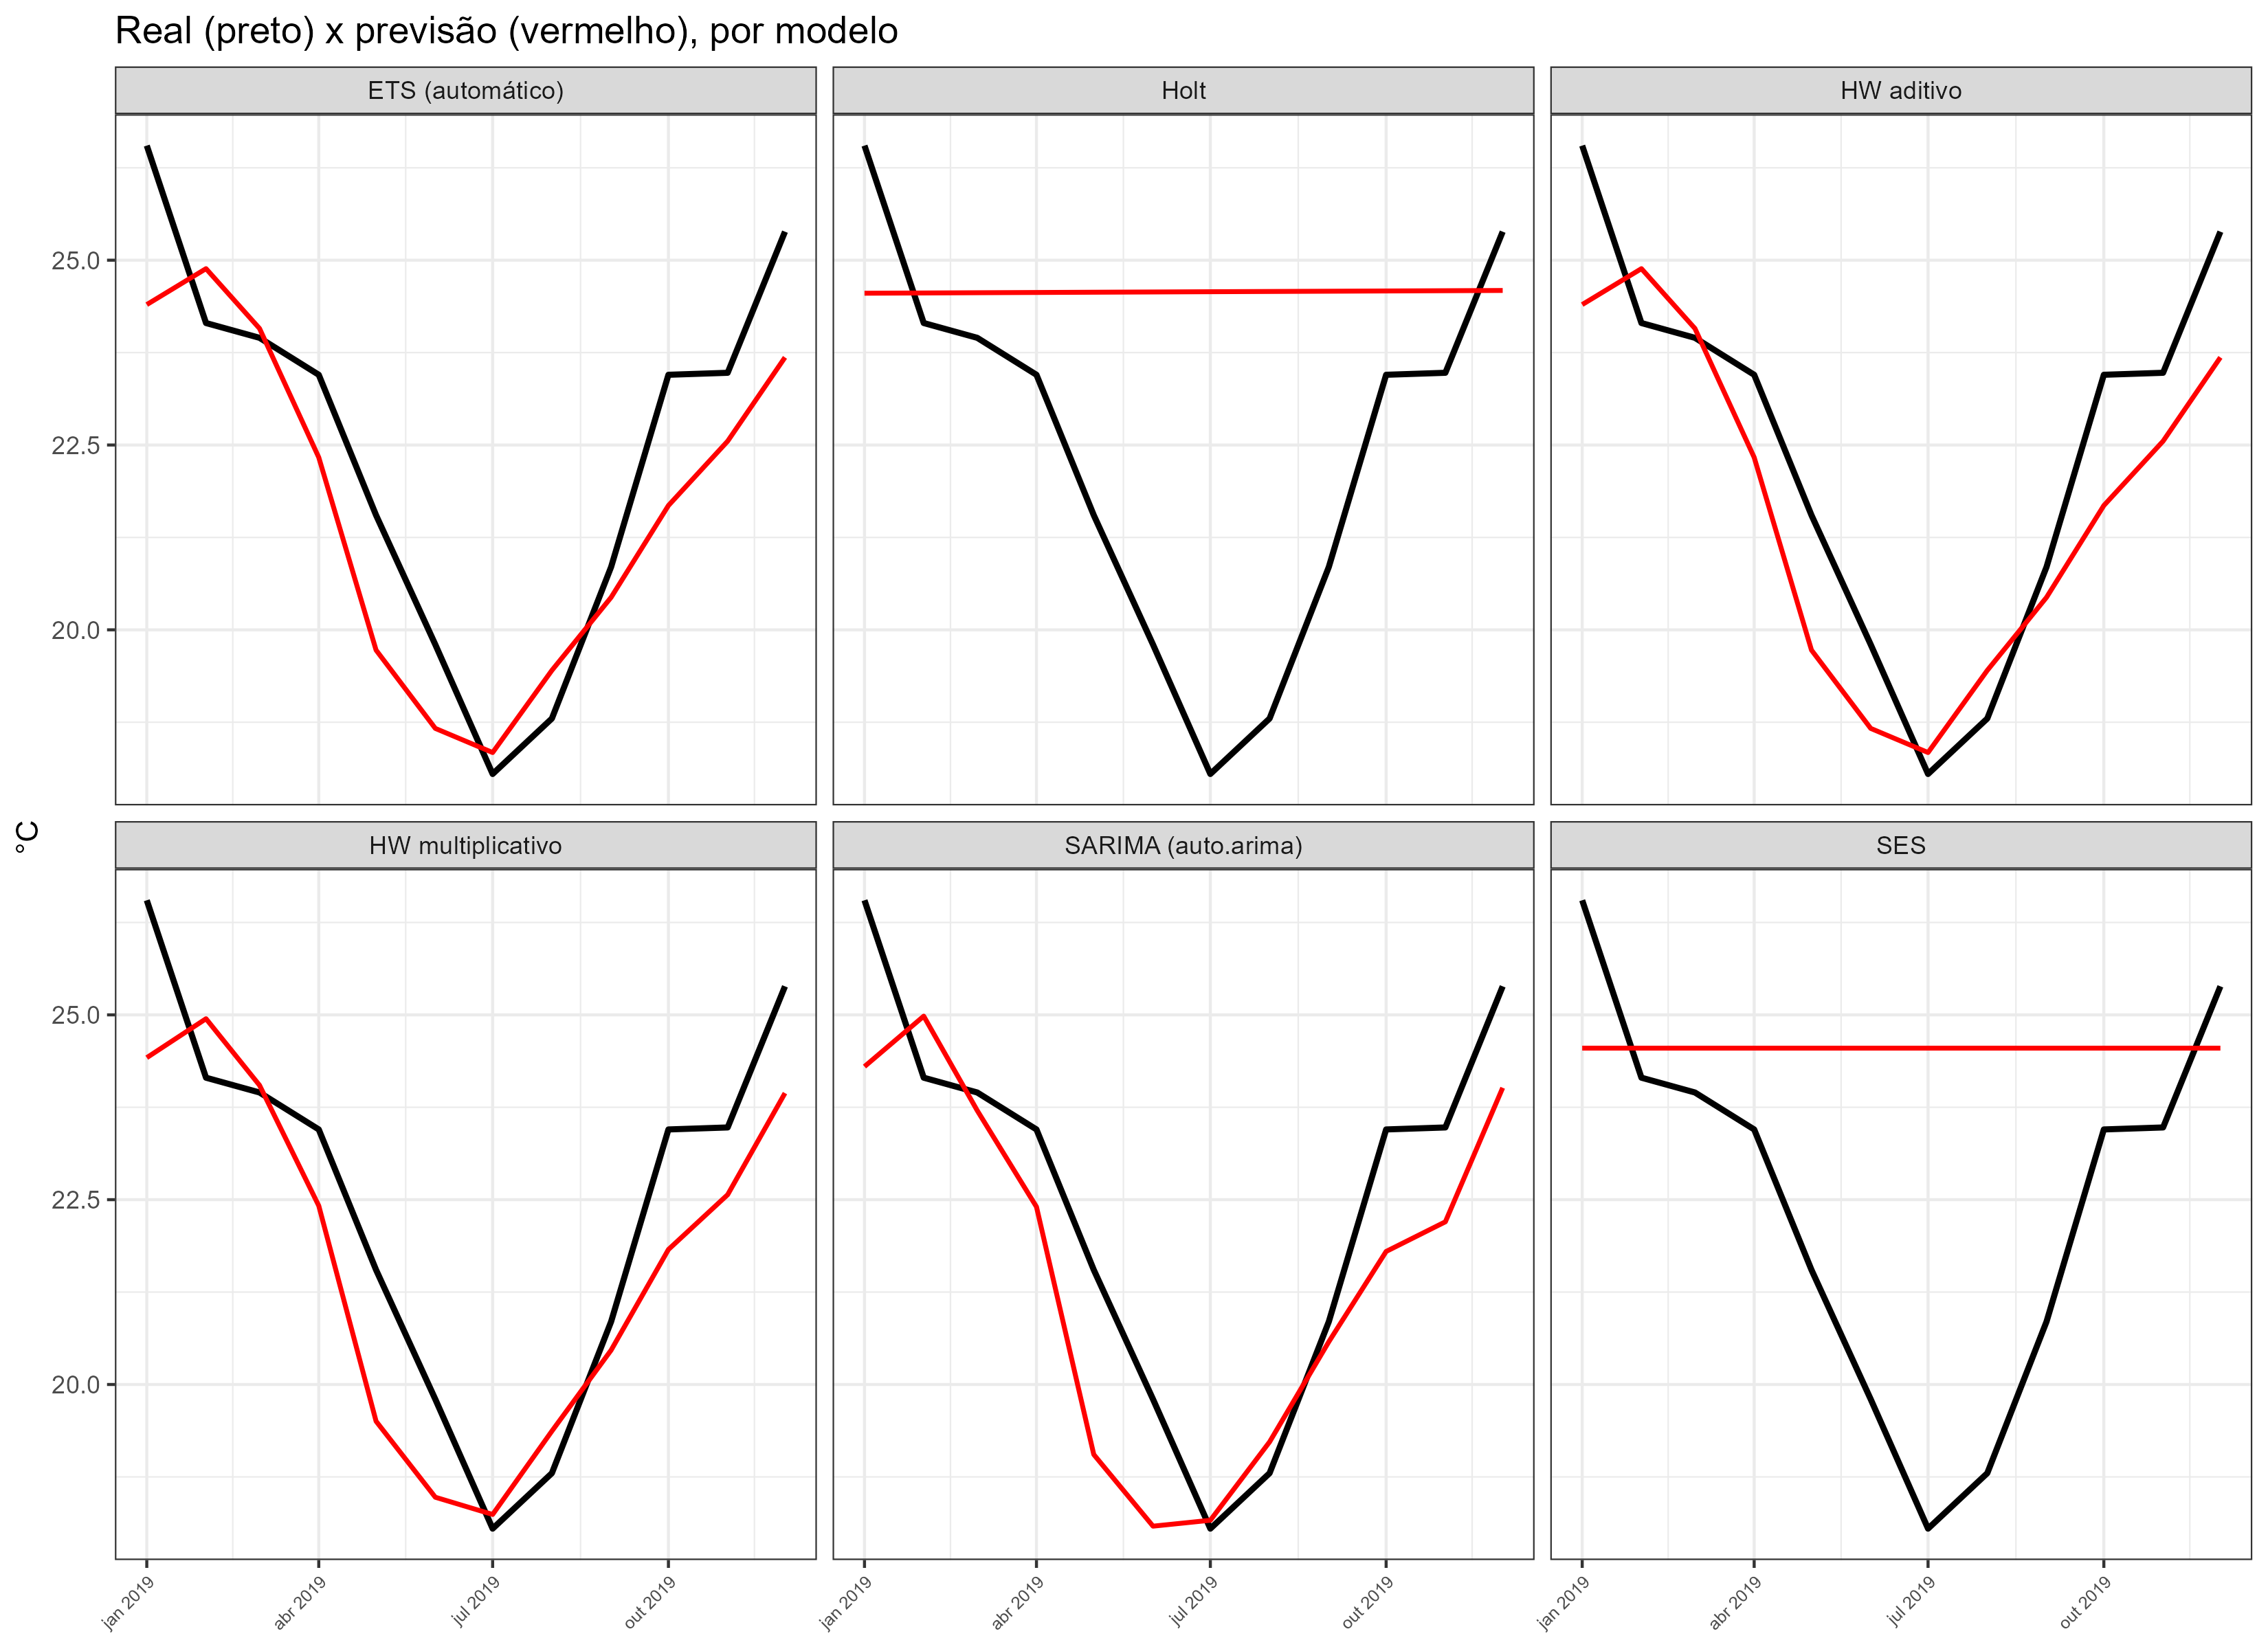 Real (preto) x previsão (vermelho), por modelo
ETS (automático)
Holt
HW aditivo
25.0
22.5
20.0
°C
HW multiplicativo
SARIMA (auto.arima)
SES
25.0
22.5
20.0
jan 2019
abr 2019
jul 2019
out 2019
jan 2019
abr 2019
jul 2019
out 2019
jan 2019
abr 2019
jul 2019
out 2019